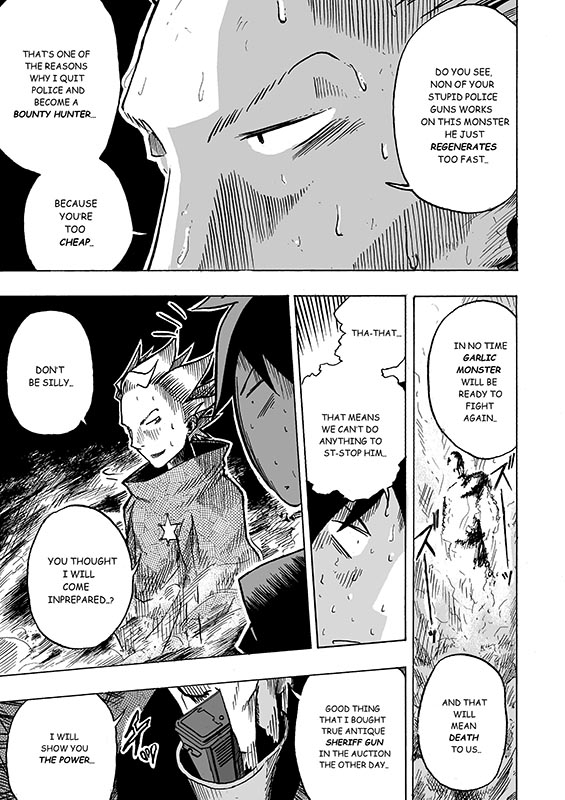 DO YOU SEE,
NON OF YOUR
STUPID POLICE
GUNS WORKS
ON THIS MONSTER
HE JUST
REGENERATES
TOO FAST..
THAT'S ONE OF
THE REASONS
WHY I QUIT
POLICE AND
BECOME A
BOUNTY HUNTER...
BECAUSE
YOU'RE
TOO
CHEAP..
IN NO TIME
GARLIC
MONSTER
WILL BE
READY TO
FIGHT
AGAIN..
AND THAT
WILL
MEAN
DEATH
TO US..
THA-THAT...
THAT MEANS
WE CAN'T DO
ANYTHING TO
ST-STOP HIM...
DON'T
BE SILLY..
YOU THOUGHT
I WILL
COME
INPREPARED..?
GOOD THING
THAT I BOUGHT
TRUE ANTIQUE
SHERIFF GUN
IN THE AUCTION
THE OTHER DAY..
I WILL
SHOW YOU
THE POWER...